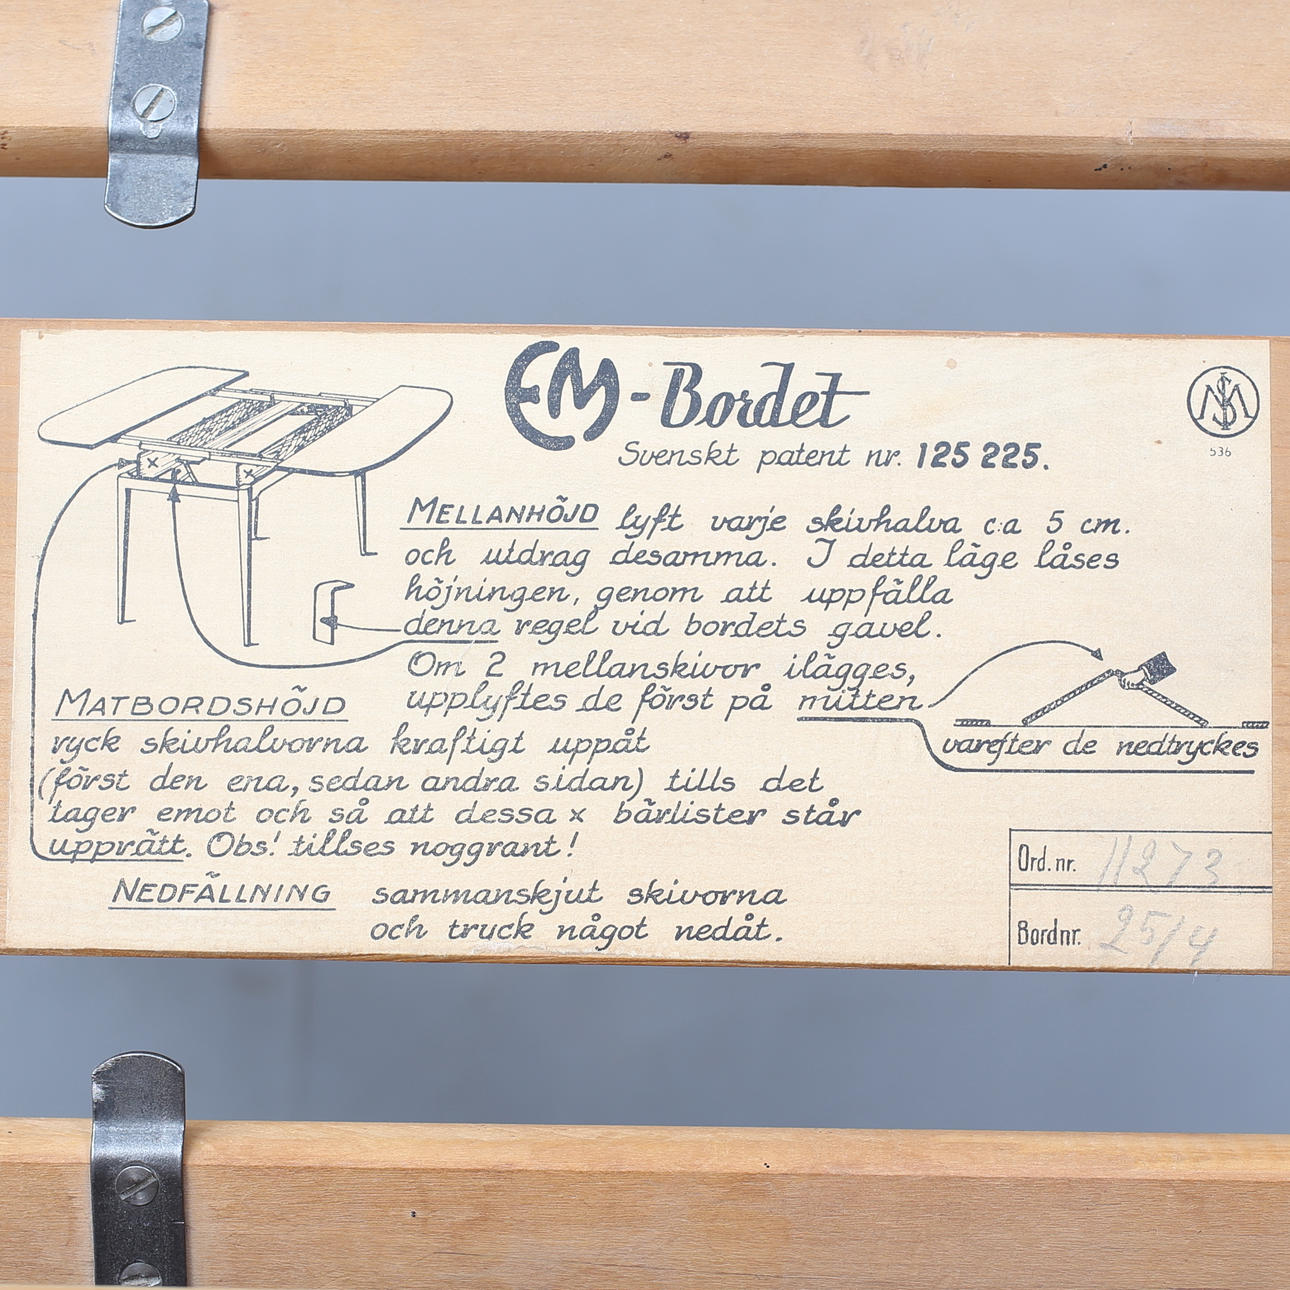 EM-Bordet
Svenskt patent nr. 125 225.
SMI
536
MELLANHÖJD lyft varje skivhalva c:a 5 cm.
och utdrag desamma. I detta läge låses
höjningen, genom att uppfälla
denna regel vid bordets gavel.
Om 2 mellanskivor ilägges,
upplyftes de först på mitten
varefter de nedtryckes
MATBORDSHÖJD
ryck skivhalvorna kraftigt uppåt
(först den ena, sedan andra sidan) tills det
tager emot och så att dessa x bärlister står
upprätt. Obs! tillses noggrant!
NEDFÄLLNING sammanskjut skivorna
och tryck något nedåt.
Ord. nr. 11273
Bordnr. 25/4